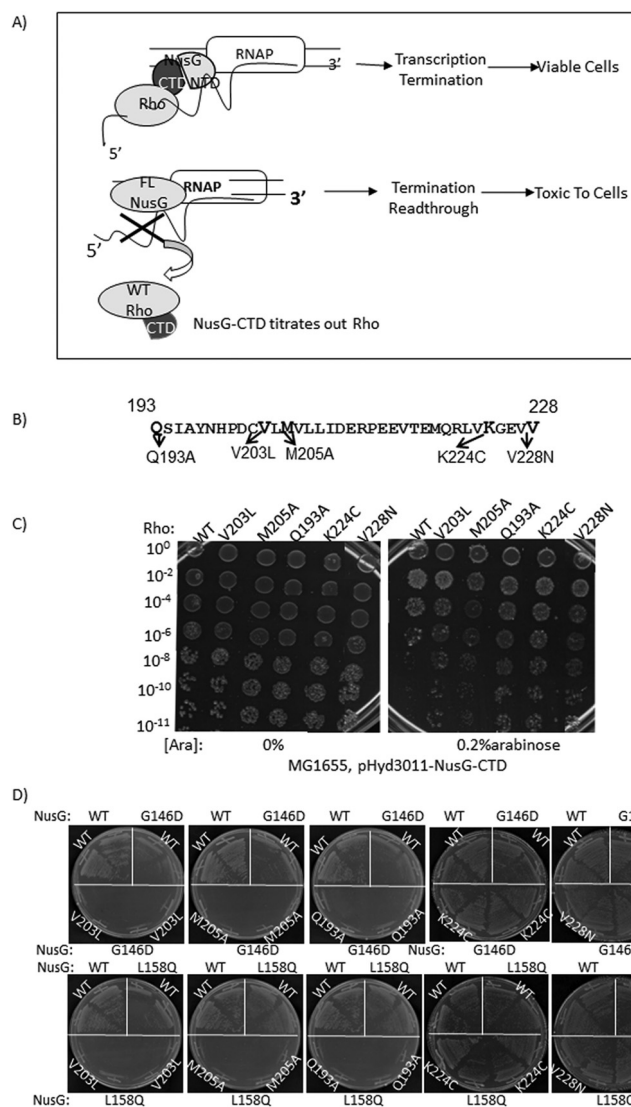 A)
NusG
CTD
NTD
Rho
RNAP
3’
5’
Transcription
Termination
Viable Cells
FL
NusG
RNAP
3’
5’
Termination
Readthrough
Toxic To Cells
WT
Rho
CTD
NusG-CTD titrates out Rho
B)
193 228
QSIAYNHPDCVLMVLLIDERPEEVTEMQRLVKGEVV
Q193A V203L M205A K224C V228N
C)
Rho: WT V203L M205A Q193A K224C V228N WT V203L M205A Q193A K224C V228N
10⁰
10⁻²
10⁻⁴
10⁻⁶
10⁻⁸
10⁻¹⁰
10⁻¹¹
[Ara]: 0% 0.2%arabinose
MG1655, pHyd3011-NusG-CTD
D)
NusG: WT G146D WT G146D WT G146D WT G146D WT
WT WT WT WT WT WT WT WT WT
V203L V203L M205A M205A Q193A Q193A K224C K224C V228N
G146D G146D G146D NusG: G146D
NusG: WT L158Q WT L158Q WT L158Q WT L158Q WT
WT WT WT WT WT WT WT WT WT
V203L V203L M205A M205A Q193A Q193A K224C K224C V228N
NusG: L158Q L158Q L158Q L158Q